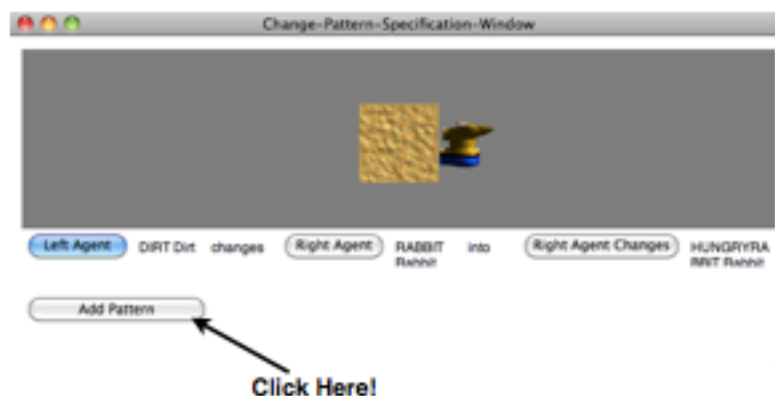 Change-Pattern-Specification-Window
Left Agent DIRT Dirt changes Right Agent RABBIT into Right Agent Changes HUNGRYRA
Rabbit BBIT Rabbit
Add Pattern
Click Here!